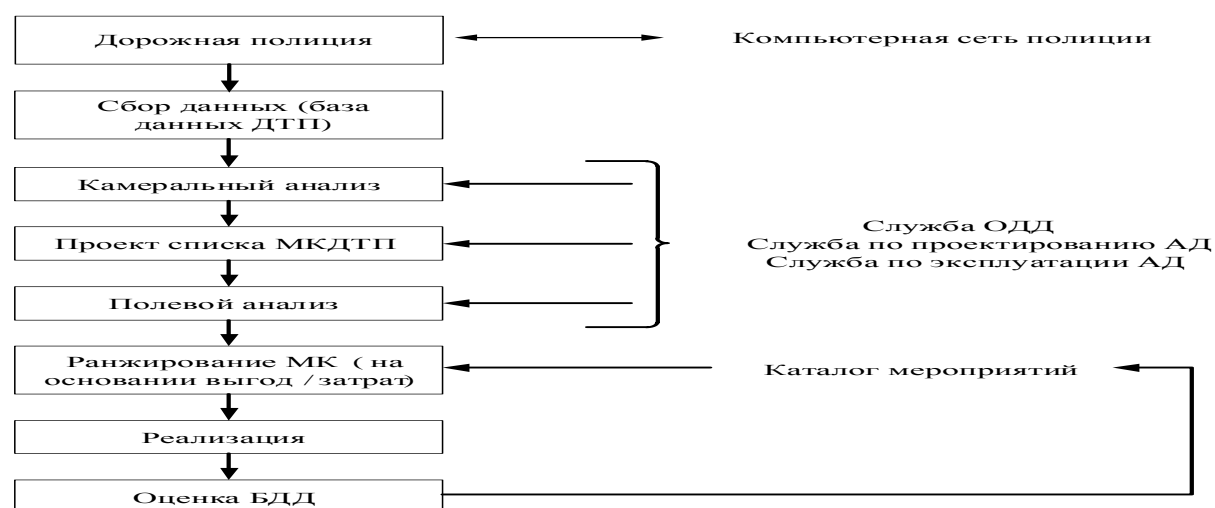 Дорожная полиция
Компьютерная сеть полиции
Сбор данных (база
данных ДТП)
Камеральный анализ
Проект списка МКДТП
Полевой анализ
Служба ОДД
Служба по проектированию АД
Служба по эксплуатации АД
Ранжирование МК ( на
основании выгод / затрат)
Каталог мероприятий
Реализация
Оценка БДД